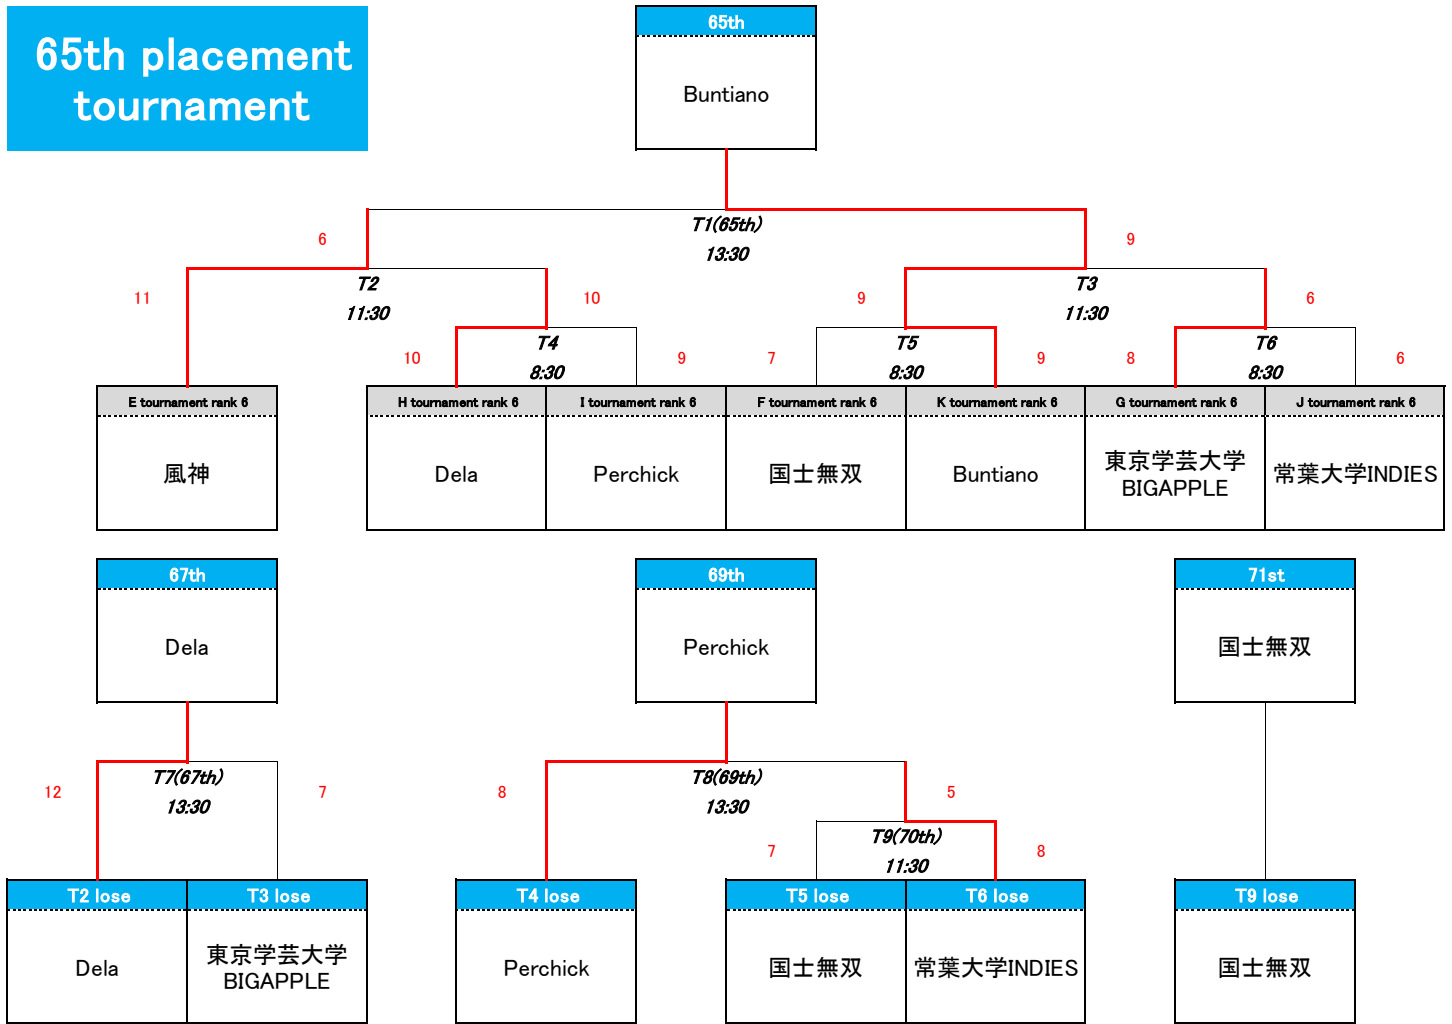 65th placement
tournament
65th
Buntiano
T1(65th)
13:30
6
9
T2
11:30
11
10
T3
11:30
9
6
T4
8:30
10
9
T5
8:30
7
9
T6
8:30
8
6
E tournament rank 6
風神
H tournament rank 6
Dela
I tournament rank 6
Perchick
F tournament rank 6
国士無双
K tournament rank 6
Buntiano
G tournament rank 6
東京学芸大学
BIGAPPLE
J tournament rank 6
常葉大学INDIES
67th
Dela
T7(67th)
13:30
12
7
T2 lose
Dela
T3 lose
東京学芸大学
BIGAPPLE
69th
Perchick
T8(69th)
13:30
8
5
T9(70th)
11:30
7
8
T4 lose
Perchick
T5 lose
国士無双
T6 lose
常葉大学INDIES
71st
国士無双
T9 lose
国士無双